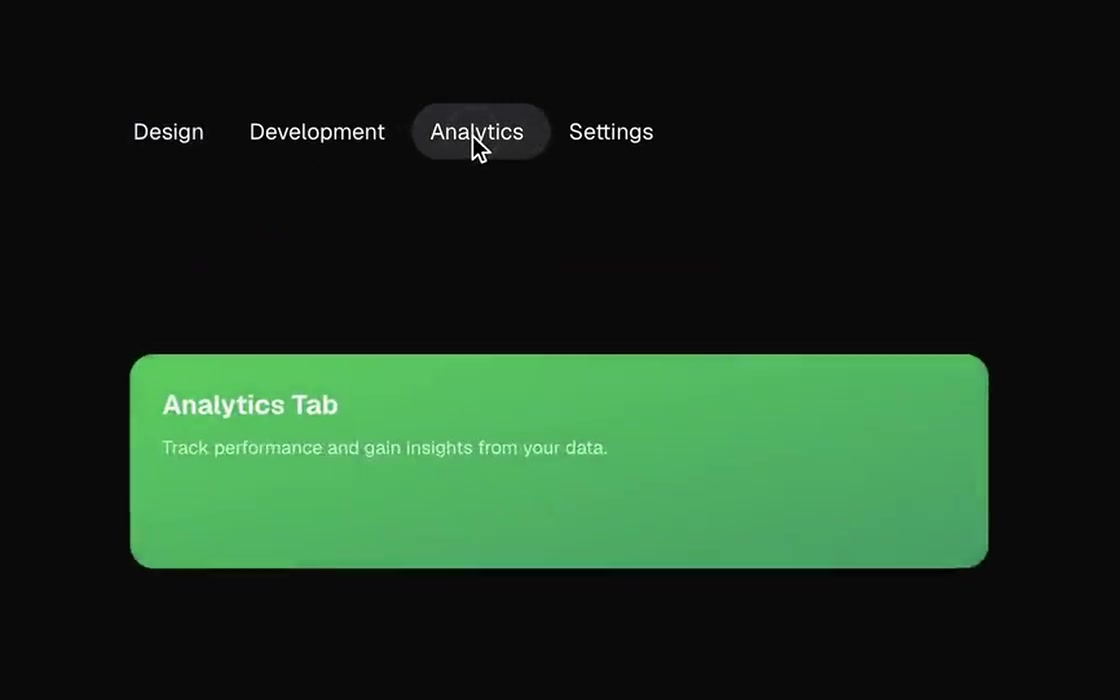 Design Development Analytics Settings
Analytics Tab
Track performance and gain insights from your data.